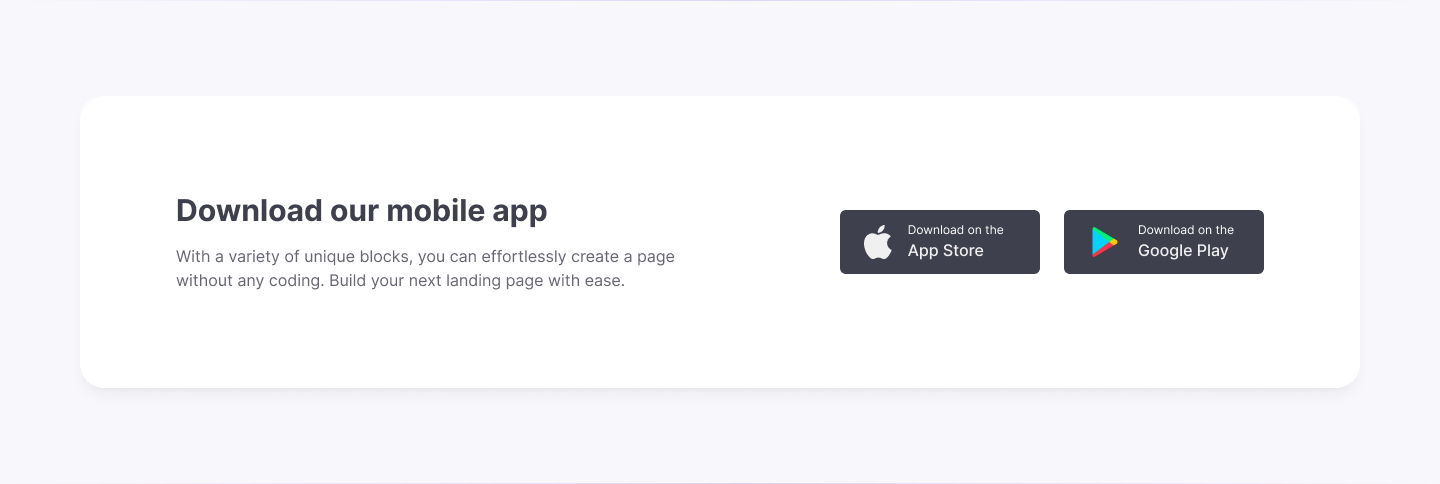 Download our mobile app
With a variety of unique blocks, you can effortlessly create a page
without any coding. Build your next landing page with ease.
Download on the
App Store
Download on the
Google Play